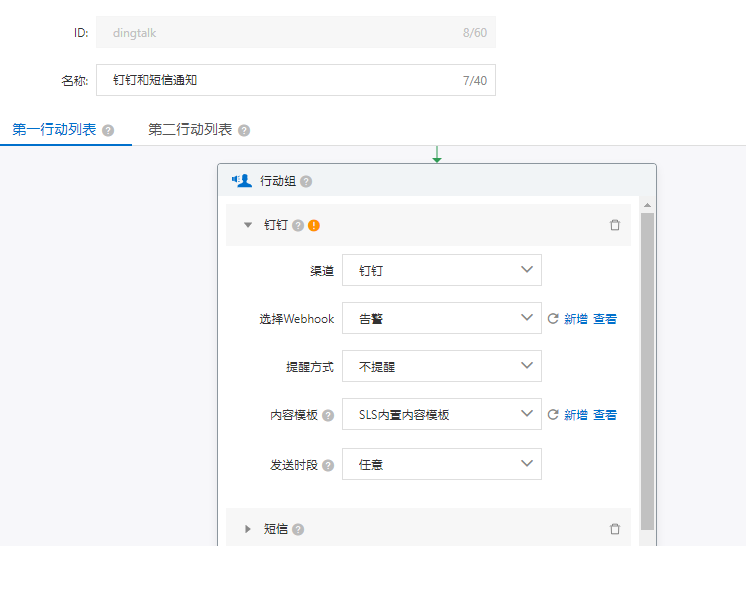 ID: dingtalk 8/60
名称: 钉钉和短信通知 7/40
第一行动列表 ? 第二行动列表 ?
行动组 ?
钉钉 ? !
渠道 钉钉
选择Webhook 告警 新增 查看
提醒方式 不提醒
内容模板 ? SLS内置内容模板 新增 查看
发送时段 ? 任意
短信 ?